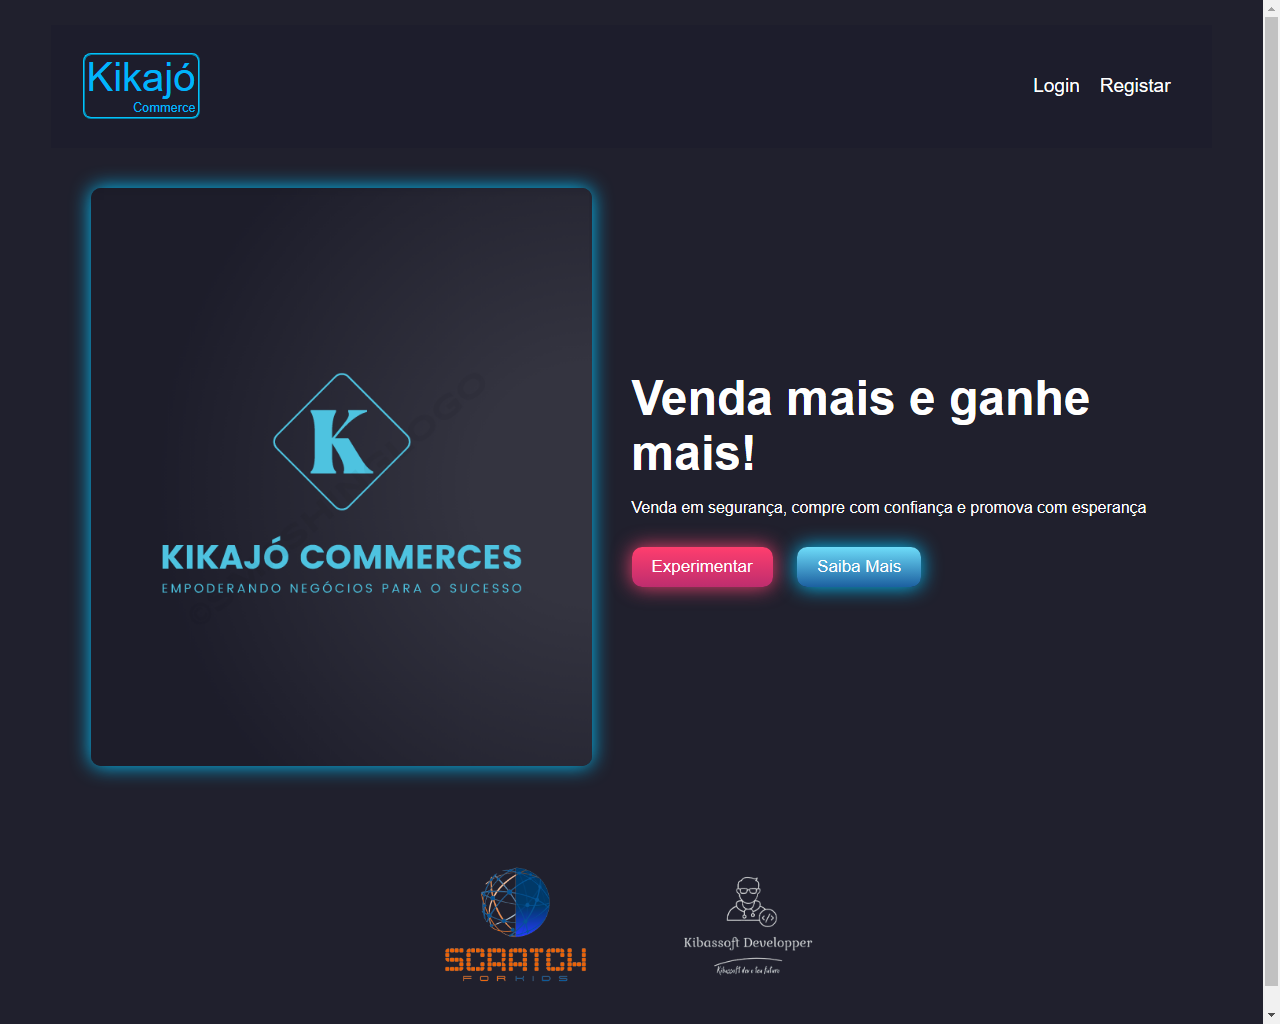 Kikajó
Commerce
Login
Registar
K
KIKAJÓ COMMERCES
EMPODERANDO NEGÓCIOS PARA O SUCESSO
Venda mais e ganhe
mais!
Venda em segurança, compre com confiança e promova com esperança
Experimentar
Saiba Mais
SCRATCH
FOR KIDS
Kibassoft Developper